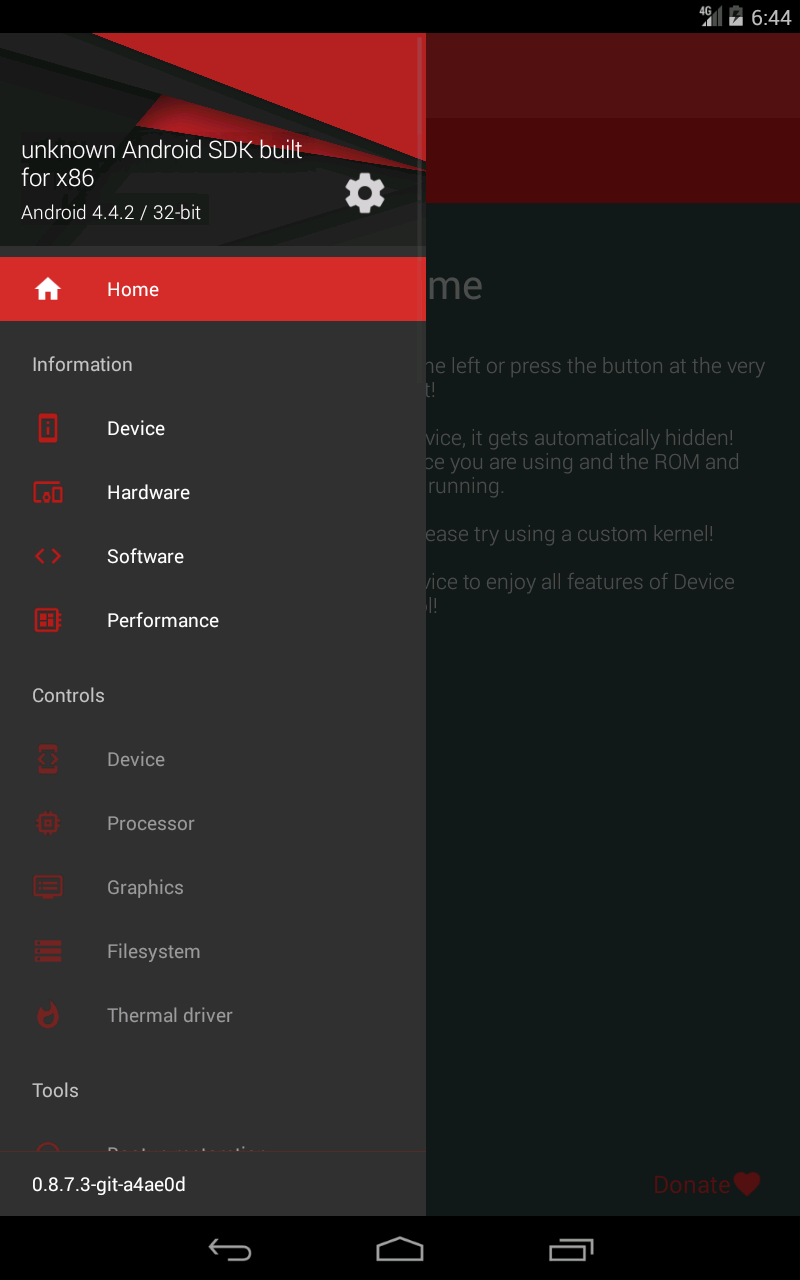 4G 6:44
unknown Android SDK built
for x86
Android 4.4.2 / 32-bit
Home
Information
Device
Hardware
Software
Performance
Controls
Device
Processor
Graphics
Filesystem
Thermal driver
Tools
0.8.7.3-git-a4ae0d
me
he left or press the button at the very
t!
vice, it gets automatically hidden!
ce you are using and the ROM and
running.
ease try using a custom kernel!
vice to enjoy all features of Device
l!
Donate